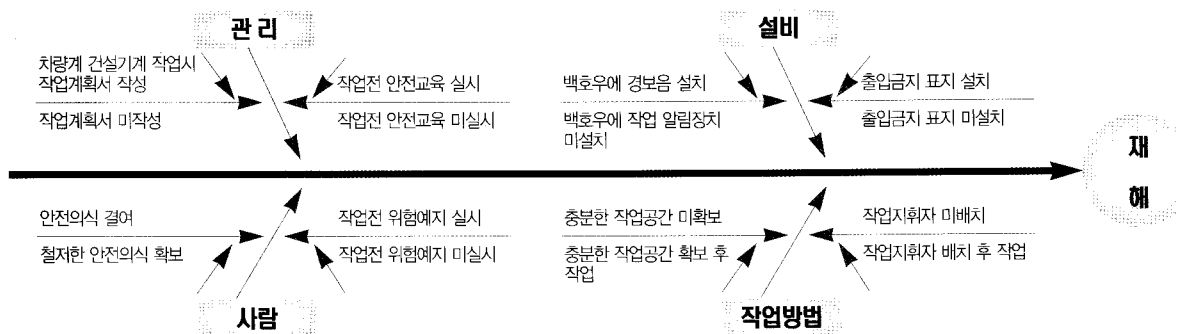 관 리
설비
차량계 건설기계 작업시
작업계획서 작성
작업전 안전교육 실시
작업계획서 미작성
작업전 안전교육 미실시
백호우에 경보음 설치
출입금지 표지 설치
백호우에 작업 알림장치
미설치
출입금지 표지 미설치
재
해
안전의식 결여
작업전 위험예지 실시
철저한 안전의식 확보
작업전 위험예지 미실시
충분한 작업공간 미확보
작업지휘자 미배치
충분한 작업공간 확보 후
작업
작업지휘자 배치 후 작업
사람
작업방법